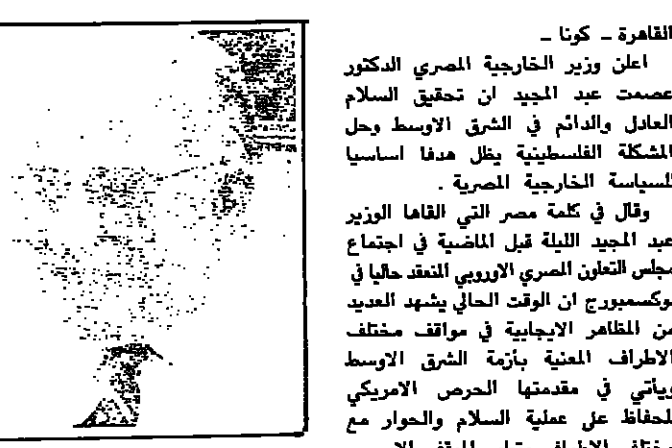 القاهرة ـ كونا ـ
اعلن وزير الخارجية المصري الدكتور
عصمت عبد المجيد ان تحقيق السلام
العادل والدائم في الشرق الاوسط وحل
المشكلة الفلسطينية يظل هدفا اساسيا
للسياسة الخارجية المصرية .
وقال في كلمة مصر التي القاها الوزير
عبد المجيد الليلة قبل الماضية في اجتماع
مجلس التعاون المصري الاوروبي المنعقد حاليا في
لوكسمبورج ان الوقت الحالي يشهد العديد
من المظاهر الايجابية في مواقف مختلف
الاطراف المعنية بأزمة الشرق الاوسط
ويأتي في مقدمتها الحرص الامريكي
للحفاظ على عملية السلام والحوار مع